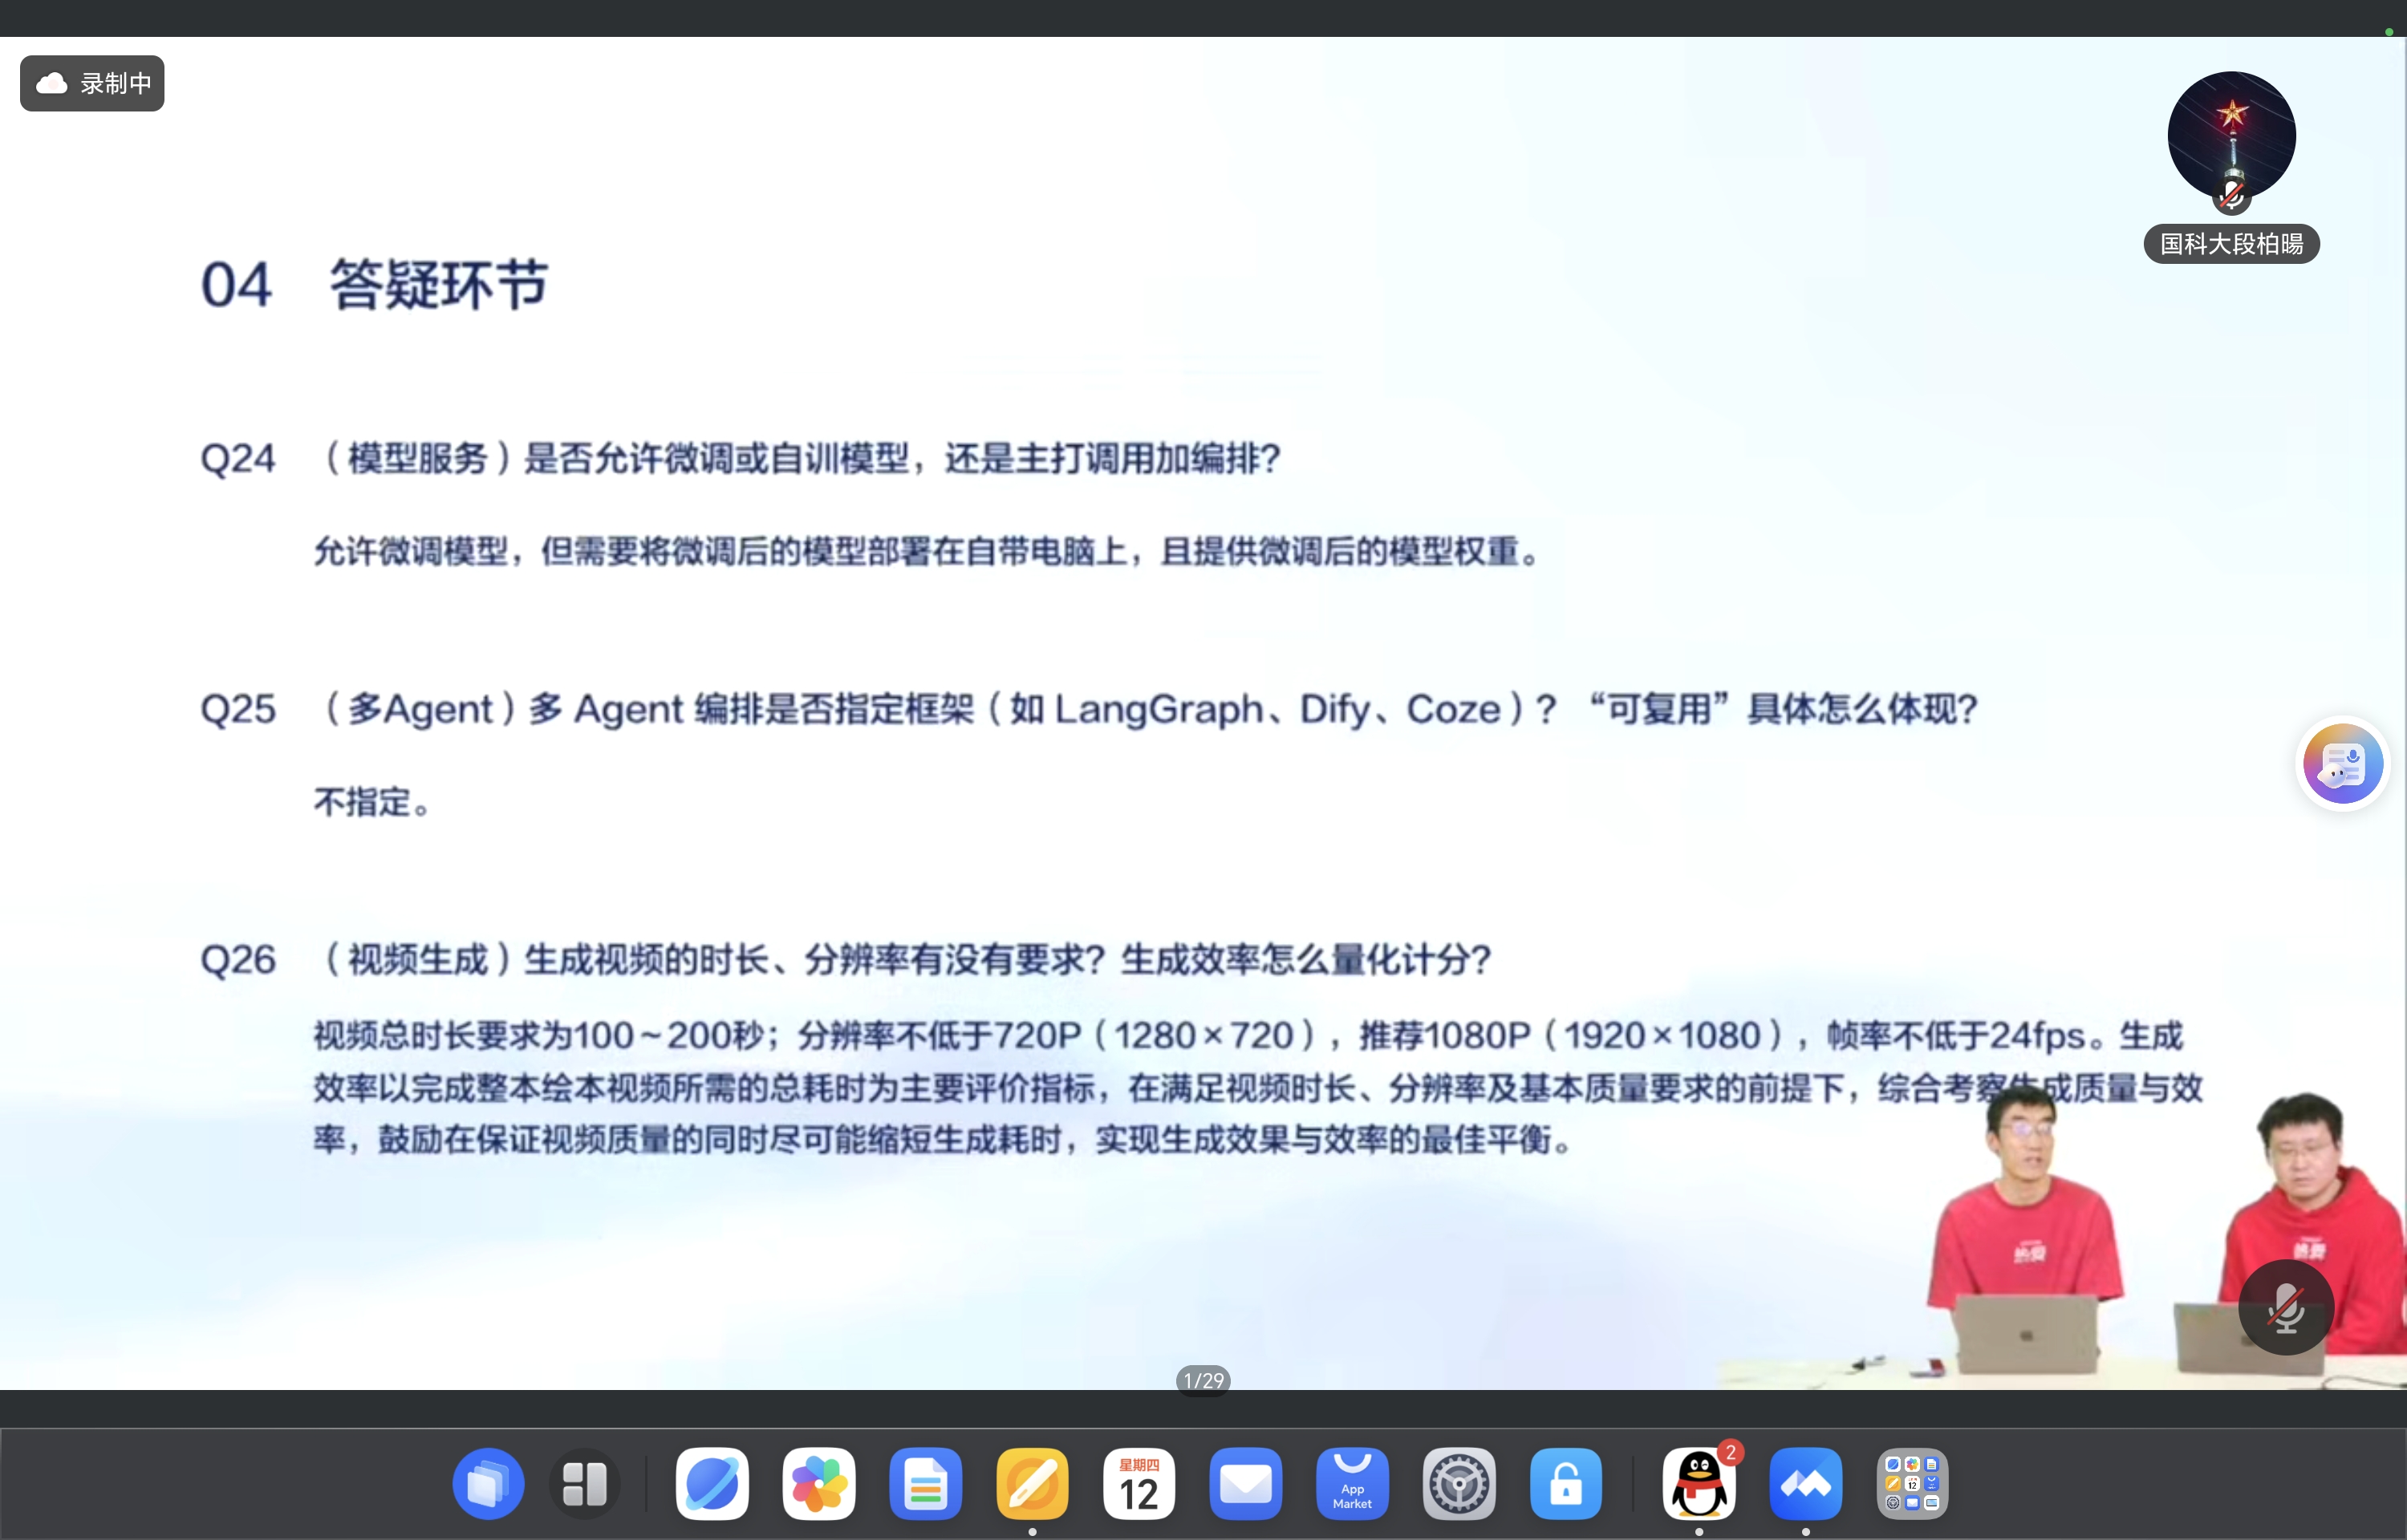 录制中
国科大段柏暘
04 答疑环节
Q24 （模型服务）是否允许微调或自训模型，还是主打调用加编排？
允许微调模型，但需要将微调后的模型部署在自带电脑上，且提供微调后的模型权重。
Q25 （多Agent）多 Agent 编排是否指定框架（如 LangGraph、Dify、Coze）？ “可复用”具体怎么体现？
不指定。
Q26 （视频生成）生成视频的时长、分辨率有没有要求？生成效率怎么量化计分？
视频总时长要求为100～200秒；分辨率不低于720P（1280×720），推荐1080P（1920×1080），帧率不低于24fps。生成
效率以完成整本绘本视频所需的总耗时为主要评价指标，在满足视频时长、分辨率及基本质量要求的前提下，综合考察生成质量与效
率，鼓励在保证视频质量的同时尽可能缩短生成耗时，实现生成效果与效率的最佳平衡。
1/29
星期四
12
App
Market
2
12